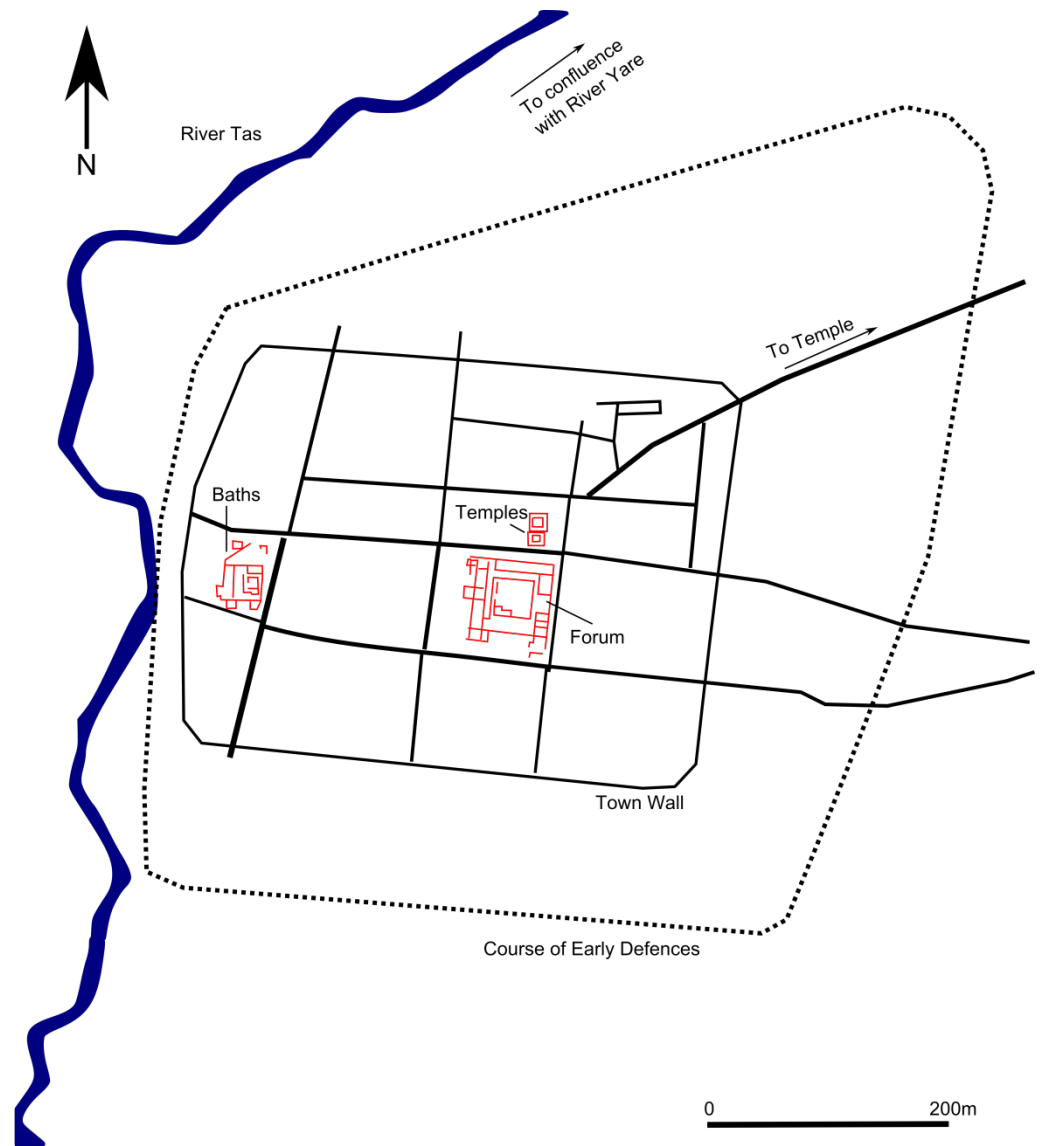 To confluence
with River Yare
River Tas
N
To Temple
Baths
Temples
Forum
Town Wall
Course of Early Defences
0
200m